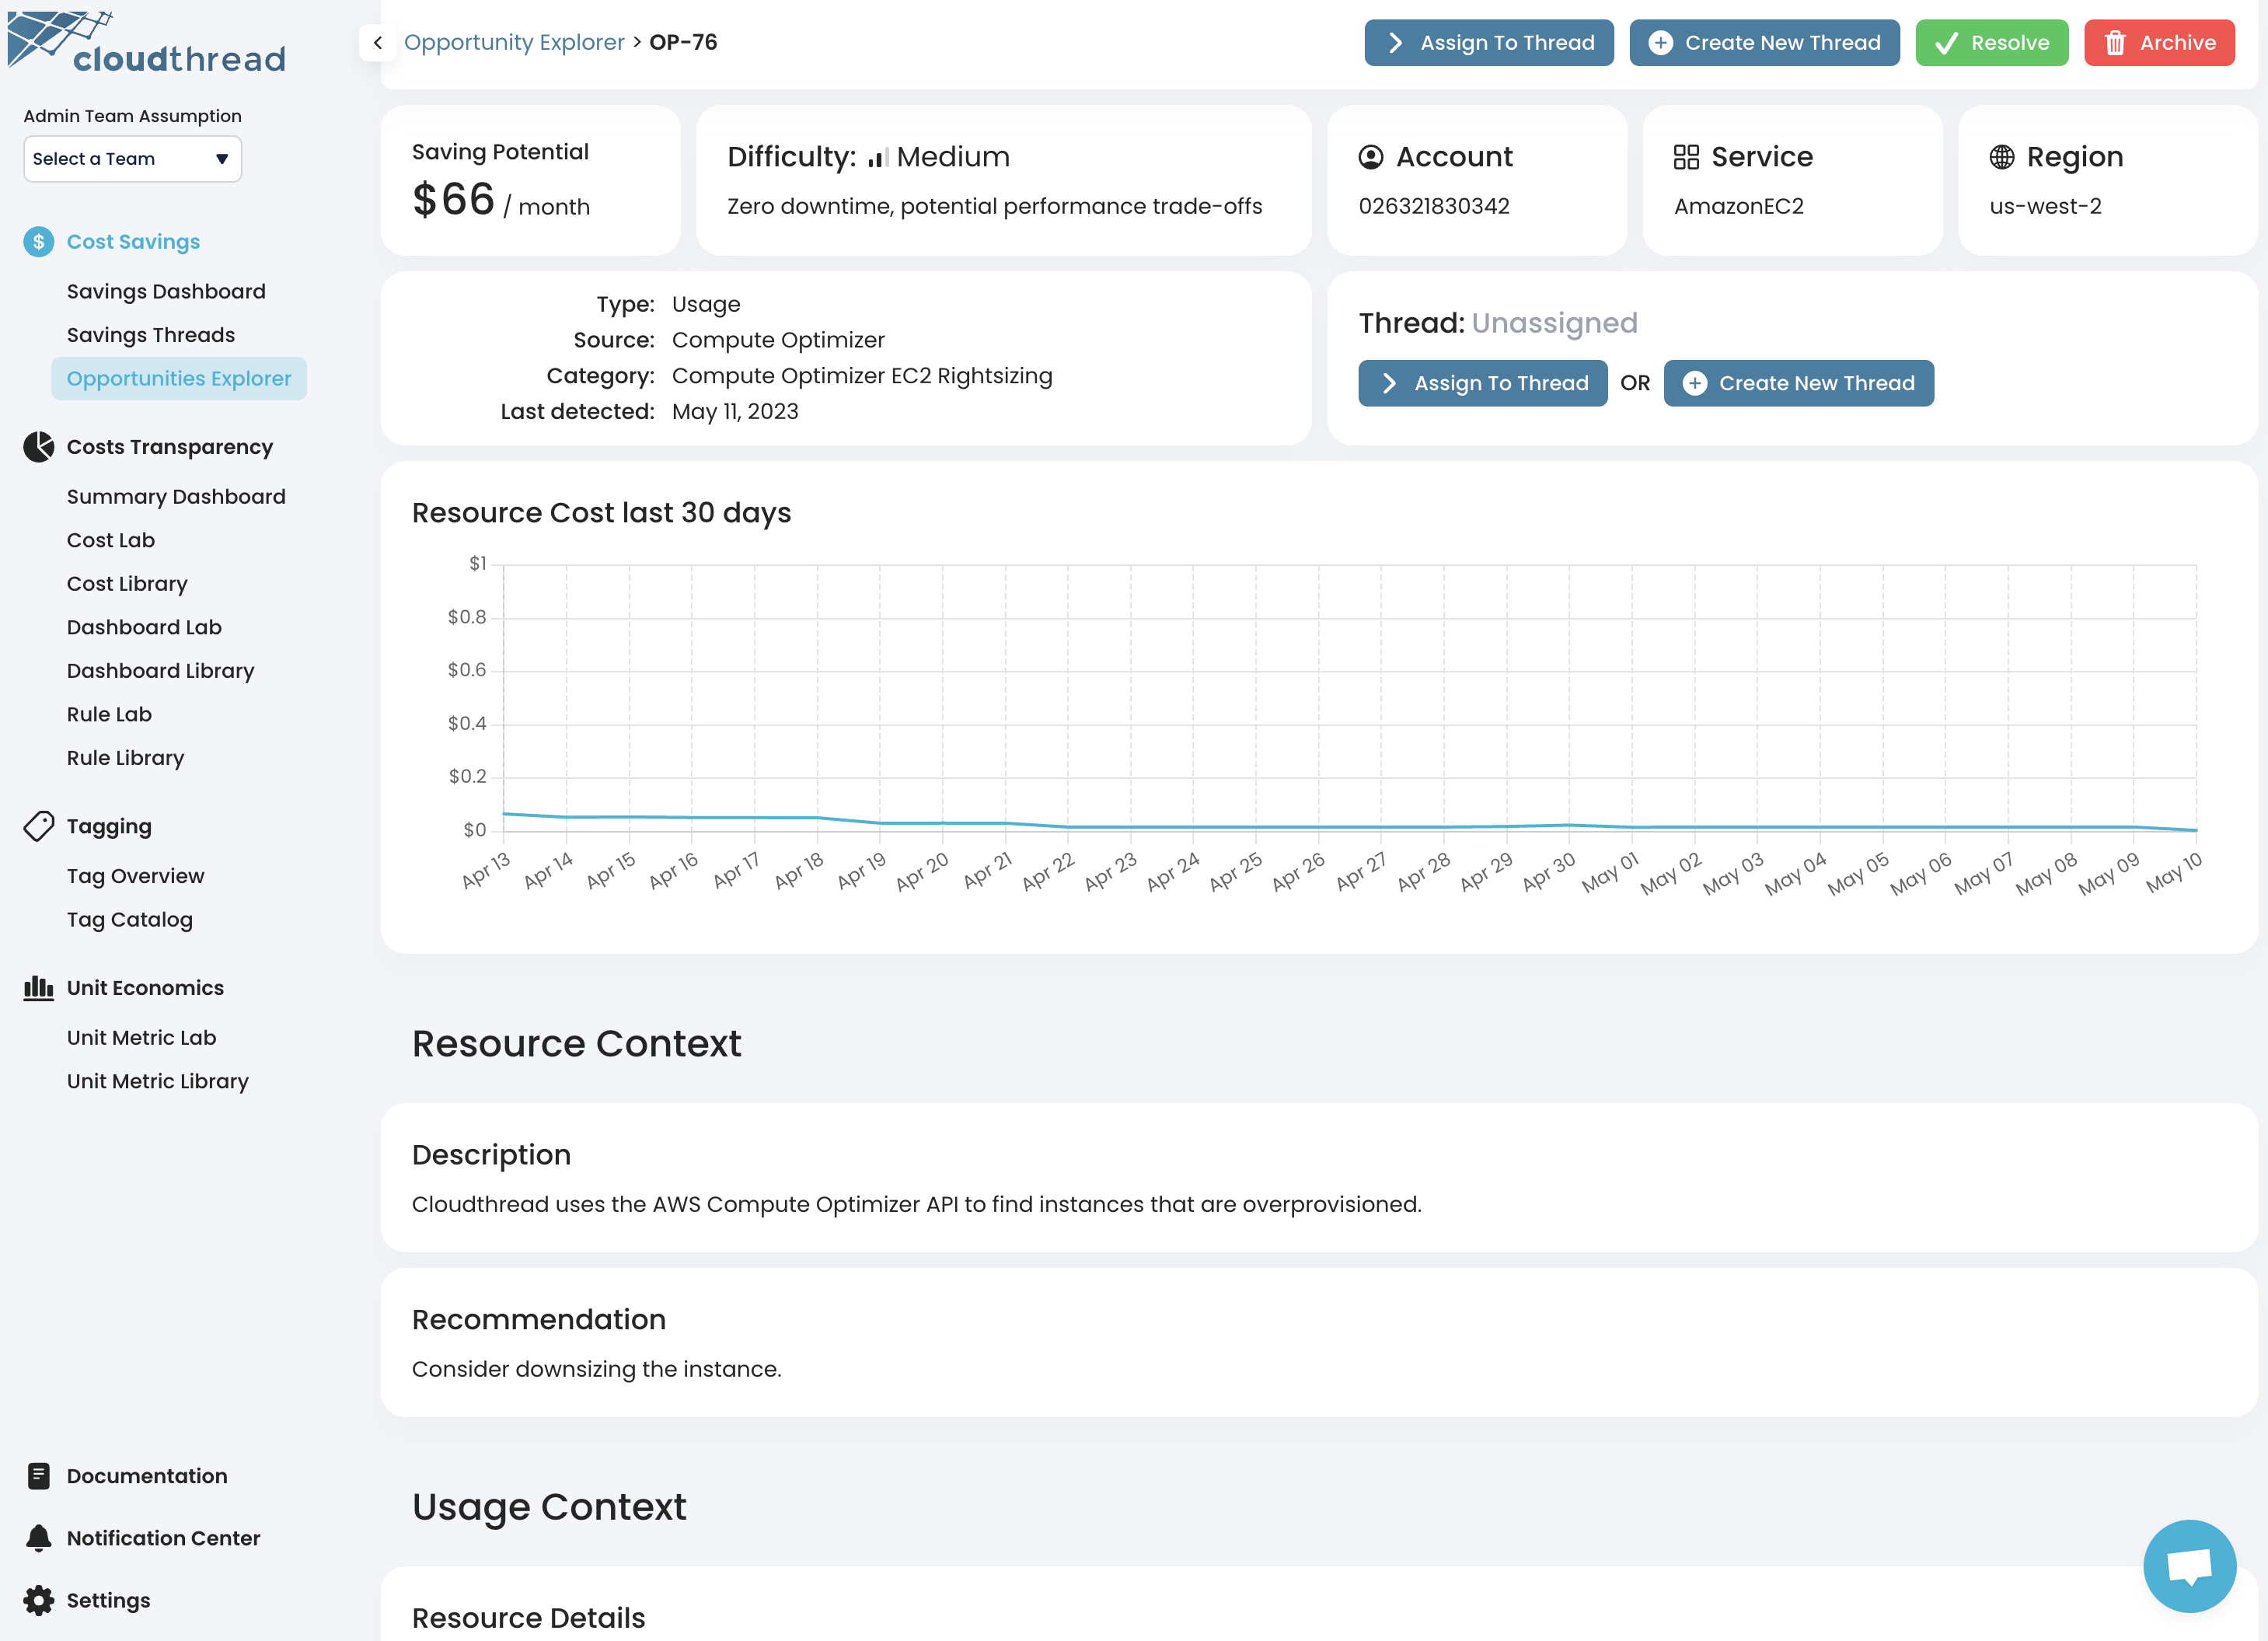 cloudthread
Admin Team Assumption
Select a Team
Cost Savings
Savings Dashboard
Savings Threads
Opportunities Explorer
Costs Transparency
Summary Dashboard
Cost Lab
Cost Library
Dashboard Lab
Dashboard Library
Rule Lab
Rule Library
Tagging
Tag Overview
Tag Catalog
Unit Economics
Unit Metric Lab
Unit Metric Library
Documentation
Notification Center
Settings
Opportunity Explorer > OP-76
Assign To Thread
Create New Thread
Resolve
Archive
Saving Potential
$66 / month
Difficulty: Medium
Zero downtime, potential performance trade-offs
Account
026321830342
Service
AmazonEC2
Region
us-west-2
Type: Usage
Source: Compute Optimizer
Category: Compute Optimizer EC2 Rightsizing
Last detected: May 11, 2023
Thread: Unassigned
Assign To Thread OR Create New Thread
Resource Cost last 30 days
$1
$0.8
$0.6
$0.4
$0.2
$0
Apr 13 Apr 14 Apr 15 Apr 16 Apr 17 Apr 18 Apr 19 Apr 20 Apr 21 Apr 22 Apr 23 Apr 24 Apr 25 Apr 26 Apr 27 Apr 28 Apr 29 Apr 30 May 01 May 02 May 03 May 04 May 05 May 06 May 07 May 08 May 09 May 10
Resource Context
Description
Cloudthread uses the AWS Compute Optimizer API to find instances that are overprovisioned.
Recommendation
Consider downsizing the instance.
Usage Context
Resource Details